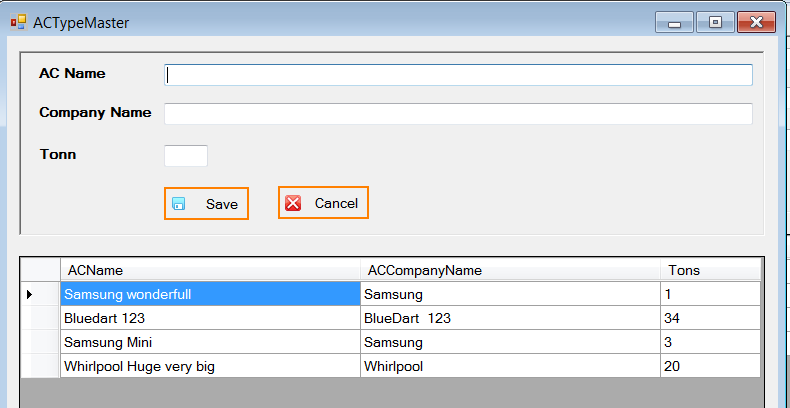 ACTypeMaster
AC Name
Company Name
Tonn
Save Cancel
ACName ACCompanyName Tons
Samsung wonderfull Samsung 1
Bluedart 123 BlueDart  123 34
Samsung Mini Samsung 3
Whirlpool Huge very big Whirlpool 20